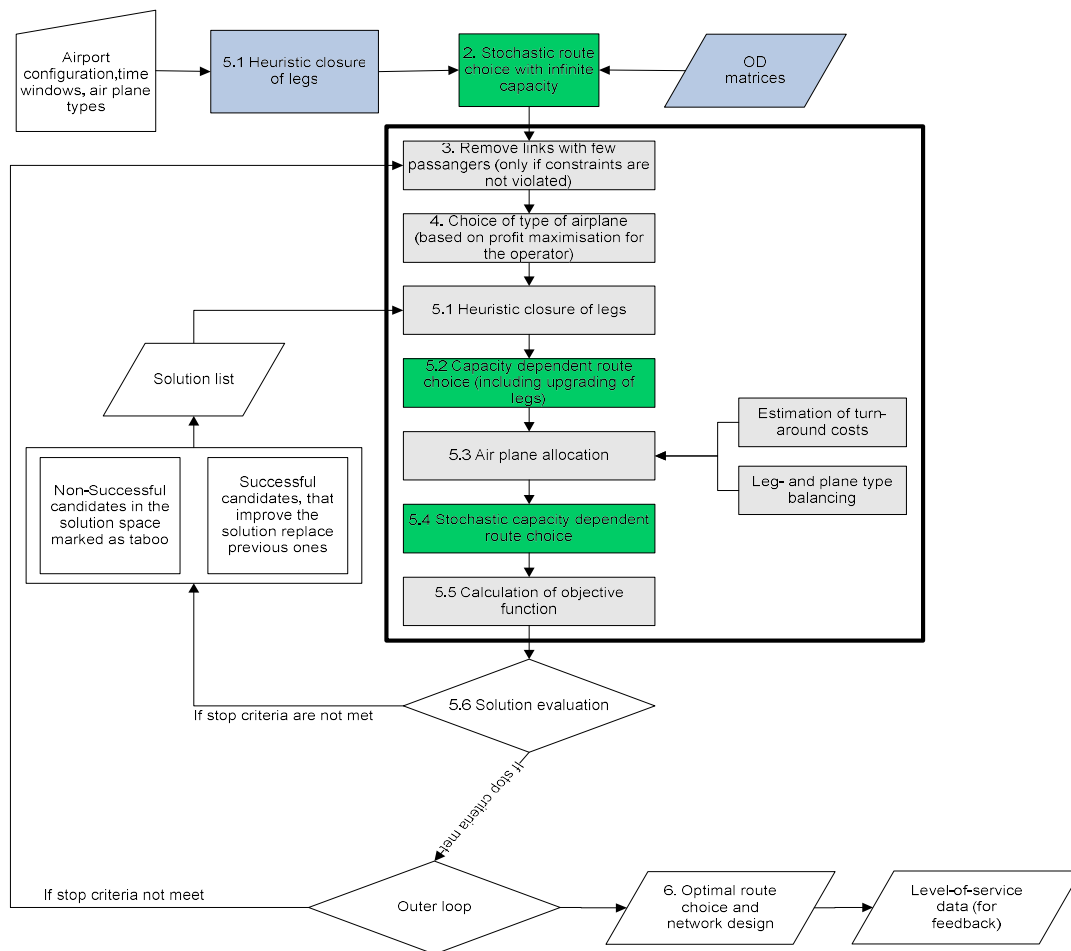 Airport
configuration,time
windows, air plane
types
5.1 Heuristic closure
of legs
2. Stochastic route
choice with infinite
capacity
OD
matrices
3. Remove links with few
passangers (only if constraints are
not violated)
4. Choice of type of airplane
(based on profit maximisation for
the operator)
5.1 Heuristic closure of legs
5.2 Capacity dependent route
choice (including upgrading of
legs)
Solution list
Estimation of turn-
around costs
5.3 Air plane allocation
Leg- and plane type
balancing
Non-Successful
candidates in the
solution space
marked as taboo
Successful
candidates, that
improve the
solution replace
previous ones
5.4 Stochastic capacity dependent
route choice
5.5 Calculation of objective
function
5.6 Solution evaluation
If stop criteria are not met
If stop criteria met
If stop criteria not meet
Outer loop
6. Optimal route
choice and
network design
Level-of-service
data (for
feedback)